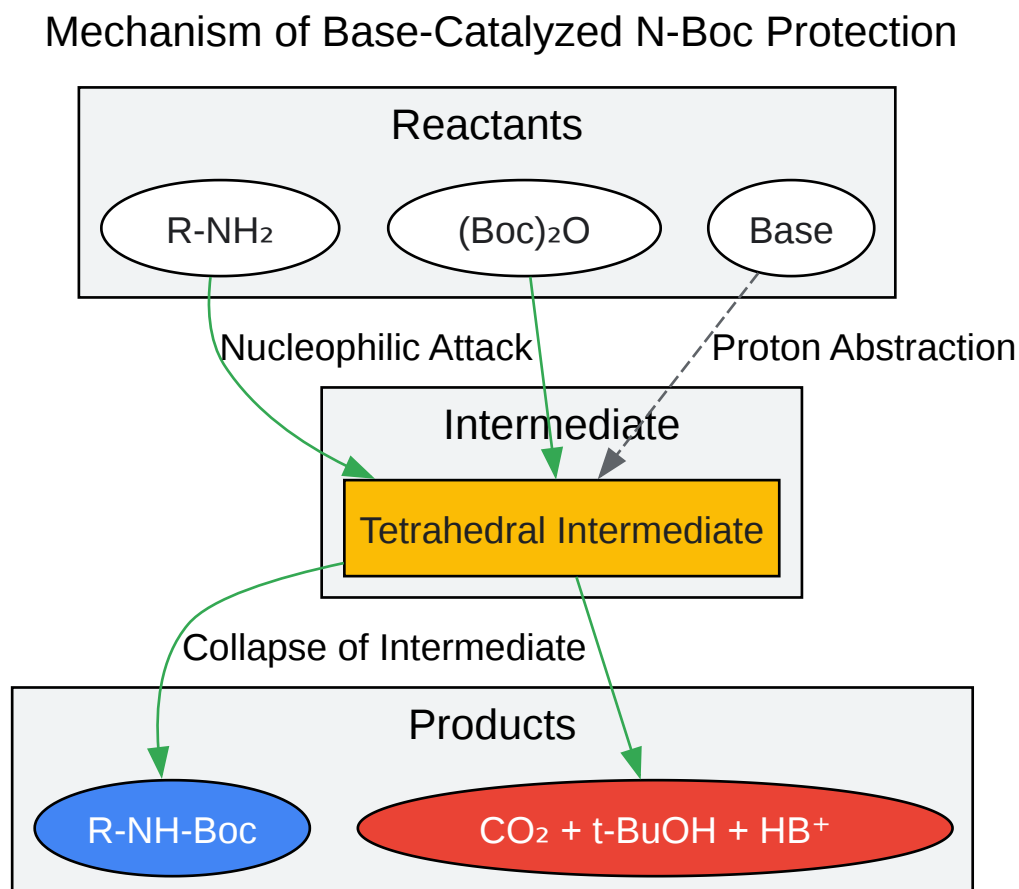 Mechanism of Base-Catalyzed N-Boc Protection
Reactants
R-NH₂
(Boc)₂O
Base
Nucleophilic Attack
Proton Abstraction
Intermediate
Tetrahedral Intermediate
Collapse of Intermediate
Products
R-NH-Boc
CO₂ + t-BuOH + HB⁺